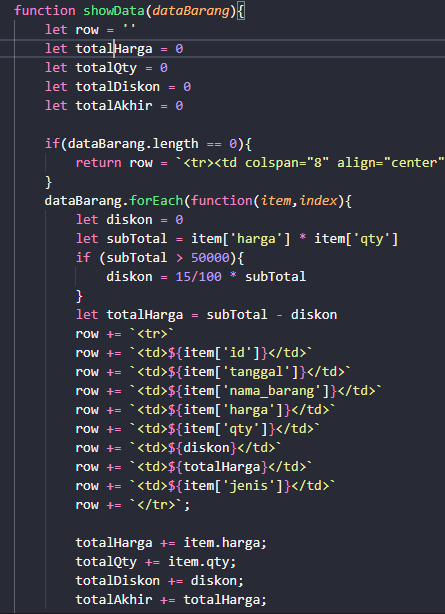 function showData(dataBarang){
let row = ''
let totalHarga = 0
let totalQty = 0
let totalDiskon = 0
let totalAkhir = 0
if(dataBarang.length == 0){
return row = `<tr><td colspan="8" align="center"
}
dataBarang.forEach(function(item,index){
let diskon = 0
let subTotal = item['harga'] * item['qty']
if (subTotal > 50000){
diskon = 15/100 * subTotal
}
let totalHarga = subTotal - diskon
row += `<tr>`
row += `<td>${item['id']}</td>`
row += `<td>${item['tanggal']}</td>`
row += `<td>${item['nama_barang']}</td>`
row += `<td>${item['harga']}</td>`
row += `<td>${item['qty']}</td>`
row += `<td>${diskon}</td>`
row += `<td>${totalHarga}</td>`
row += `<td>${item['jenis']}</td>`
row += `</tr>`;
totalHarga += item.harga;
totalQty += item.qty;
totalDiskon += diskon;
totalAkhir += totalHarga;